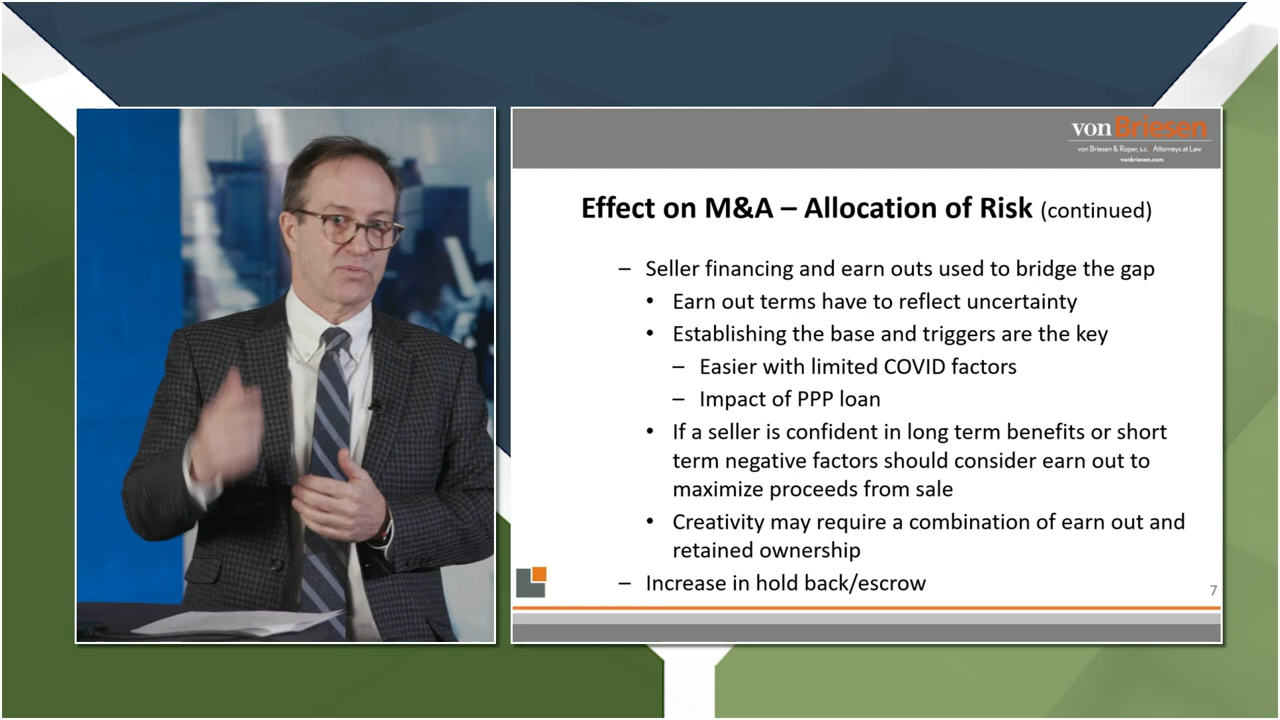 von Briesen
von Briesen & Roper, s.c. Attorneys at Law
vonbriesen.com
Effect on M&A – Allocation of Risk (continued)
– Seller financing and earn outs used to bridge the gap
• Earn out terms have to reflect uncertainty
• Establishing the base and triggers are the key
– Easier with limited COVID factors
– Impact of PPP loan
• If a seller is confident in long term benefits or short
term negative factors should consider earn out to
maximize proceeds from sale
• Creativity may require a combination of earn out and
retained ownership
– Increase in hold back/escrow
7